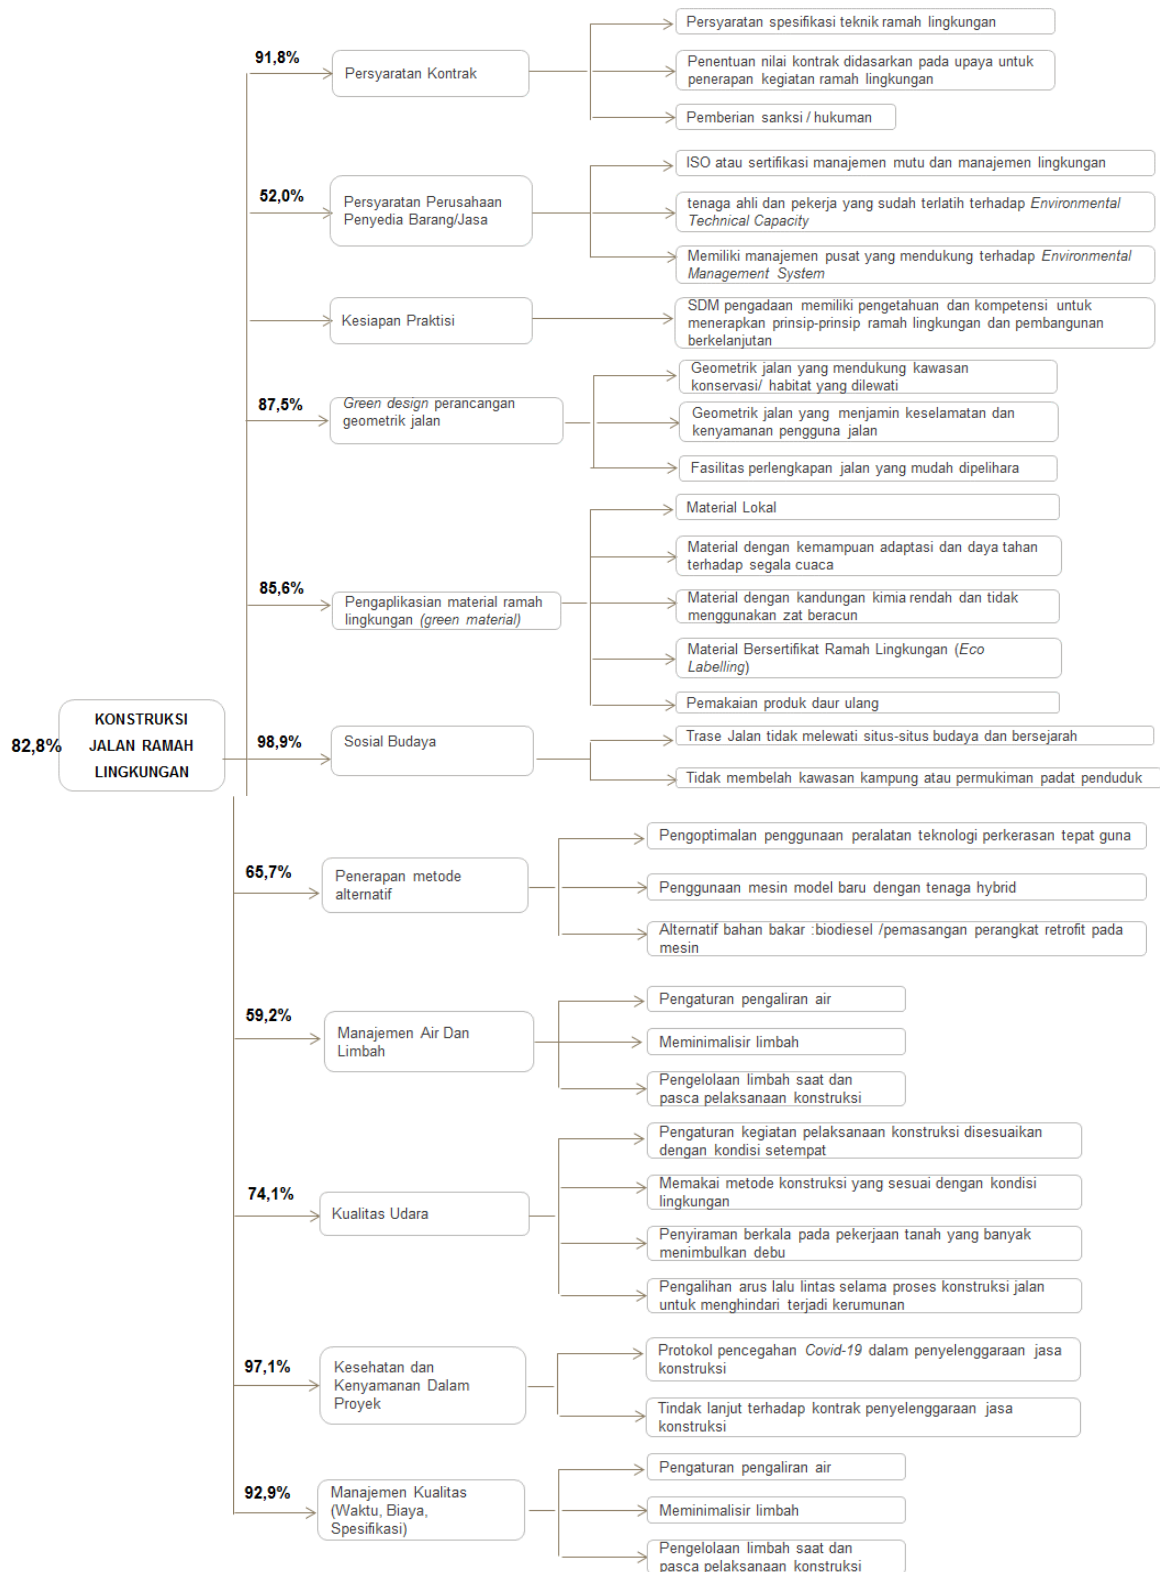 82,8%
KONSTRUKSI
JALAN RAMAH
LINGKUNGAN
91,8%
Persyaratan Kontrak
Persyaratan spesifikasi teknik ramah lingkungan
Penentuan nilai kontrak didasarkan pada upaya untuk
penerapan kegiatan ramah lingkungan
Pemberian sanksi / hukuman
52,0%
Persyaratan Perusahaan
Penyedia Barang/Jasa
ISO atau sertifikasi manajemen mutu dan manajemen lingkungan
tenaga ahli dan pekerja yang sudah terlatih terhadap Environmental
Technical Capacity
Memiliki manajemen pusat yang mendukung terhadap Environmental
Management System
Kesiapan Praktisi
SDM pengadaan memiliki pengetahuan dan kompetensi untuk
menerapkan prinsip-prinsip ramah lingkungan dan pembangunan
berkelanjutan
87,5%
Green design perancangan
geometrik jalan
Geometrik jalan yang mendukung kawasan
konservasi/ habitat yang dilewati
Geometrik jalan yang menjamin keselamatan dan
kenyamanan pengguna jalan
Fasilitas perlengkapan jalan yang mudah dipelihara
85,6%
Pengaplikasian material ramah
lingkungan (green material)
Material Lokal
Material dengan kemampuan adaptasi dan daya tahan
terhadap segala cuaca
Material dengan kandungan kimia rendah dan tidak
menggunakan zat beracun
Material Bersertifikat Ramah Lingkungan (Eco
Labelling)
Pemakaian produk daur ulang
98,9%
Sosial Budaya
Trase Jalan tidak melewati situs-situs budaya dan bersejarah
Tidak membelah kawasan kampung atau permukiman padat penduduk
65,7%
Penerapan metode
alternatif
Pengoptimalan penggunaan peralatan teknologi perkerasan tepat guna
Penggunaan mesin model baru dengan tenaga hybrid
Alternatif bahan bakar :biodiesel /pemasangan perangkat retrofit pada
mesin
59,2%
Manajemen Air Dan
Limbah
Pengaturan pengaliran air
Meminimalisir limbah
Pengelolaan limbah saat dan
pasca pelaksanaan konstruksi
74,1%
Kualitas Udara
Pengaturan kegiatan pelaksanaan konstruksi disesuaikan
dengan kondisi setempat
Memakai metode konstruksi yang sesuai dengan kondisi
lingkungan
Penyiraman berkala pada pekerjaan tanah yang banyak
menimbulkan debu
Pengalihan arus lalu lintas selama proses konstruksi jalan
untuk menghindari terjadi kerumunan
97,1%
Kesehatan dan
Kenyamanan Dalam
Proyek
Protokol pencegahan Covid-19 dalam penyelenggaraan jasa
konstruksi
Tindak lanjut terhadap kontrak penyelenggaraan jasa
konstruksi
92,9%
Manajemen Kualitas
(Waktu, Biaya,
Spesifikasi)
Pengaturan pengaliran air
Meminimalisir limbah
Pengelolaan limbah saat dan
pasca pelaksanaan konstruksi